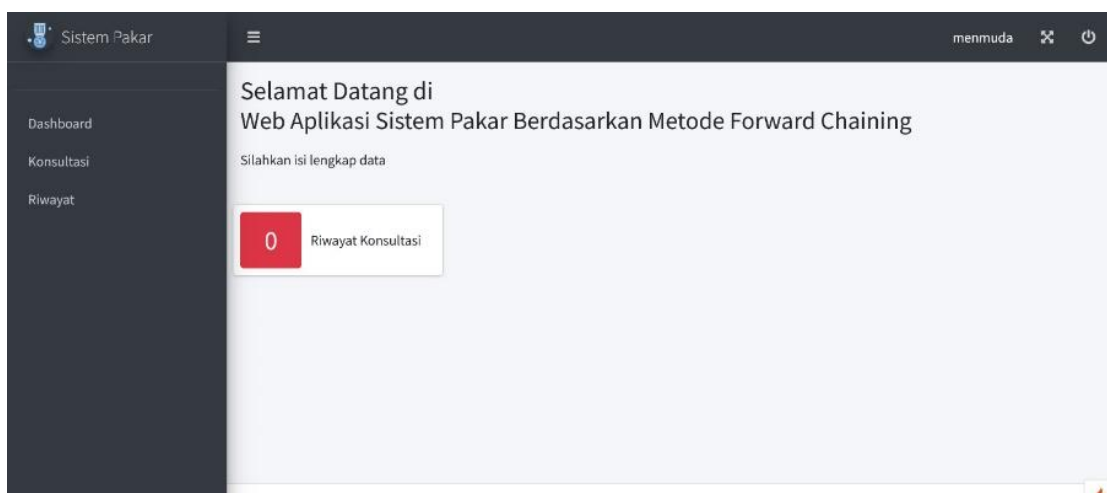 Sistem Pakar
menmuda
Dashboard
Konsultasi
Riwayat
Selamat Datang di
Web Aplikasi Sistem Pakar Berdasarkan Metode Forward Chaining
Silahkan isi lengkap data
0 Riwayat Konsultasi